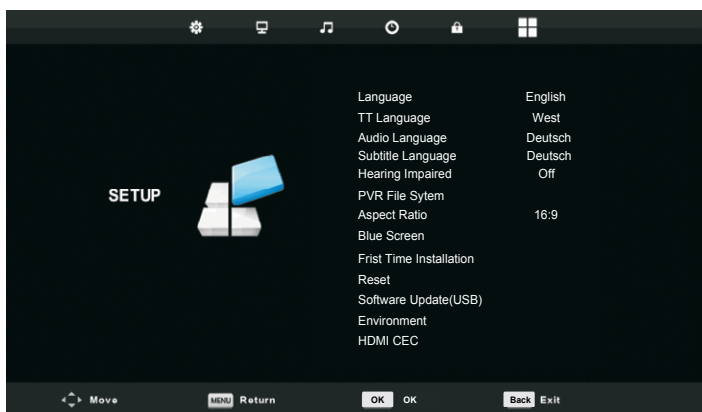 SETUP
Language English
TT Language West
Audio Language Deutsch
Subtitle Language Deutsch
Hearing Impaired Off
PVR File Sytem
Aspect Ratio 16:9
Blue Screen
Frist Time Installation
Reset
Software Update(USB)
Environment
HDMI CEC
Move MENU Return OK OK Back Exit